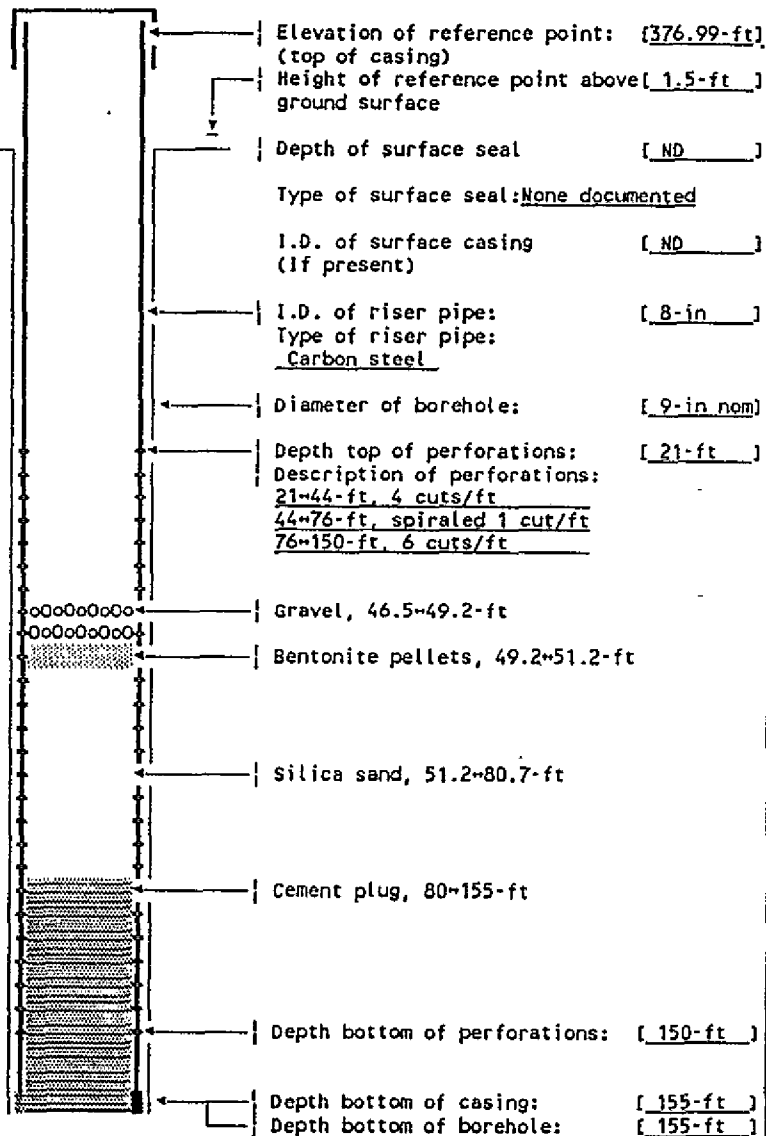 Elevation of reference point: [376.99-ft]
(top of casing)
Height of reference point above[ 1.5-ft ]
ground surface
Depth of surface seal [ ND ]
Type of surface seal:None documented
I.D. of surface casing [ ND ]
(If present)
I.D. of riser pipe: [ 8-in ]
Type of riser pipe:
Carbon steel
Diameter of borehole: [ 9-in nom]
Depth top of perforations: [ 21-ft ]
Description of perforations:
21↔44-ft, 4 cuts/ft
44↔76-ft, spiraled 1 cut/ft
76↔150-ft, 6 cuts/ft
Gravel, 46.5↔49.2-ft
Bentonite pellets, 49.2↔51.2-ft
Silica sand, 51.2↔80.7-ft
Cement plug, 80↔155-ft
Depth bottom of perforations: [ 150-ft ]
Depth bottom of casing: [ 155-ft ]
Depth bottom of borehole: [ 155-ft ]